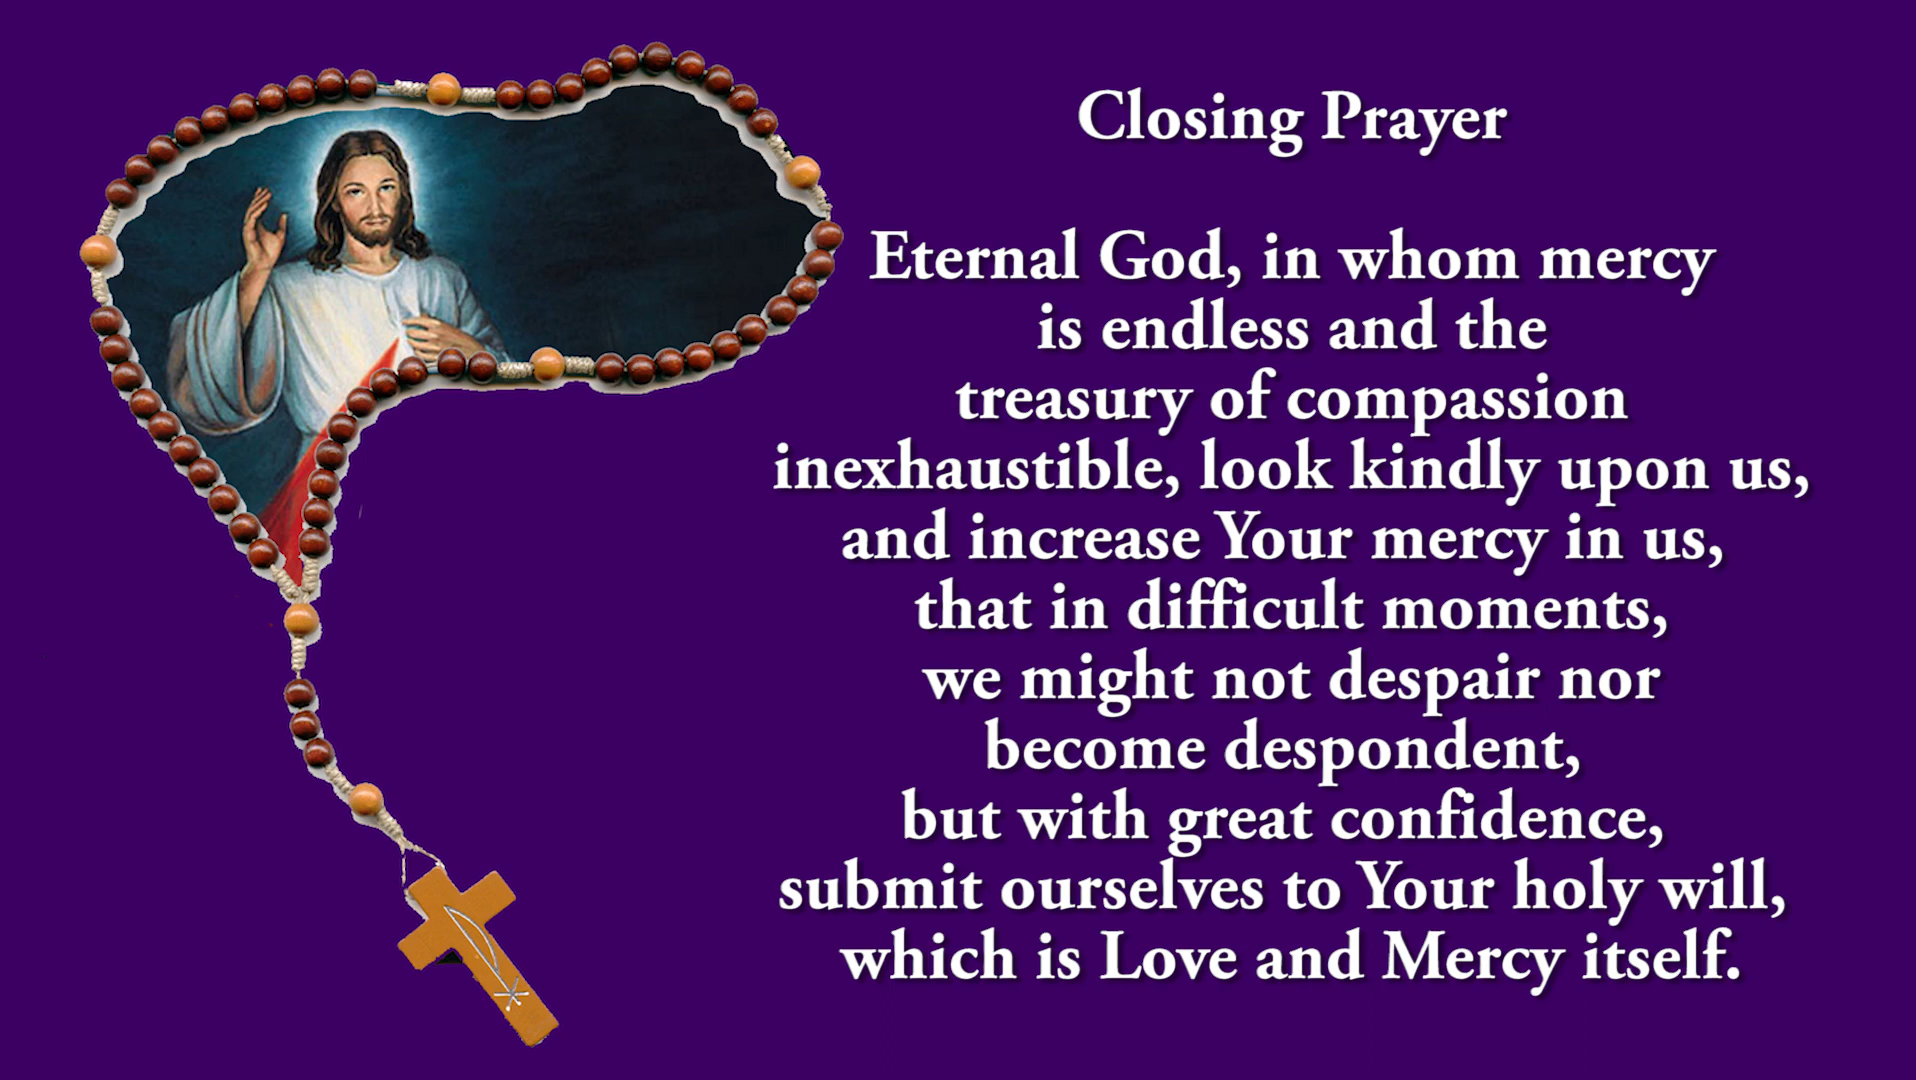 Closing Prayer
Eternal God, in whom mercy
is endless and the
treasury of compassion
inexhaustible, look kindly upon us,
and increase Your mercy in us,
that in difficult moments,
we might not despair nor
become despondent,
but with great confidence,
submit ourselves to Your holy will,
which is Love and Mercy itself.